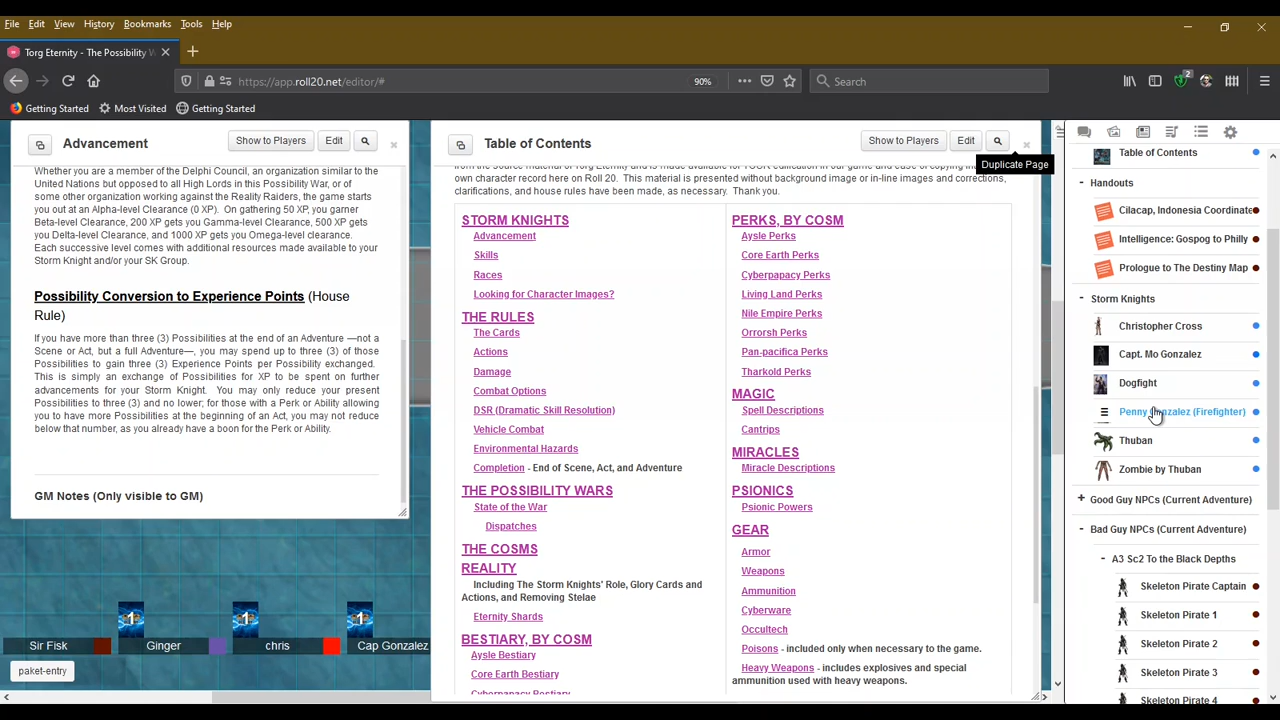 File Edit View History Bookmarks Tools Help
Torg Eternity - The Possibility W
https://app.roll20.net/editor/#
90%
Search
Getting Started Most Visited Getting Started
2
Advancement
Show to Players Edit
Whether you are a member of the Delphi Council, an organization similar to the
United Nations but opposed to all High Lords in this Possibility War, or of
some other organization working against the Reality Raiders, the game starts
you out at an Alpha-level Clearance (0 XP). On gathering 50 XP, you garner
Beta-level Clearance, 200 XP gets you Gamma-level Clearance, 500 XP gets
you Delta-level Clearance, and 1000 XP gets you Omega-level clearance.
Each successive level comes with additional resources made available to your
Storm Knight and/or your SK Group.
Possibility Conversion to Experience Points (House
Rule)
If you have more than three (3) Possibilities at the end of an Adventure —not a
Scene or Act, but a full Adventure–, you may spend up to three (3) of those
Possibilities to gain three (3) Experience Points per Possibility exchanged.
This is simply an exchange of Possibilities for XP to be spent on further
advancements for your Storm Knight. You may only reduce your present
Possibilities to three (3) and no lower; for those with a Perk or Ability allowing
you to have more Possibilities at the beginning of an Act, you may not reduce
below that number, as you already have a boon for the Perk or Ability.
GM Notes (Only visible to GM)
Sir Fisk
1
Ginger
1
chris
1
Cap Gonzalez
paket-entry
Table of Contents
Show to Players Edit
Duplicate Page
own character record here on Roll 20. This material is presented without background image or in-line images and corrections,
clarifications, and house rules have been made, as necessary. Thank you.
STORM KNIGHTS
Advancement
Skills
Races
Looking for Character Images?
THE RULES
The Cards
Actions
Damage
Combat Options
DSR (Dramatic Skill Resolution)
Vehicle Combat
Environmental Hazards
Completion - End of Scene, Act, and Adventure
THE POSSIBILITY WARS
State of the War
Dispatches
THE COSMS
REALITY
Including The Storm Knights' Role, Glory Cards and
Actions, and Removing Stelae
Eternity Shards
BESTIARY, BY COSM
Aysle Bestiary
Core Earth Bestiary
Cyberpapacy Bestiary
PERKS, BY COSM
Aysle Perks
Core Earth Perks
Cyberpapacy Perks
Living Land Perks
Nile Empire Perks
Orrorsh Perks
Pan-pacifica Perks
Tharkold Perks
MAGIC
Spell Descriptions
Cantrips
MIRACLES
Miracle Descriptions
PSIONICS
Psionic Powers
GEAR
Armor
Weapons
Ammunition
Cyberware
Occultech
Poisons - included only when necessary to the game.
Heavy Weapons - includes explosives and special
ammunition used with heavy weapons.
Table of Contents
- Handouts
Cilacap, Indonesia Coordinate
Intelligence: Gospog to Philly
Prologue to The Destiny Map
- Storm Knights
Christopher Cross
Capt. Mo Gonzalez
Dogfight
Penny Gonzalez (Firefighter)
Thuban
Zombie by Thuban
+ Good Guy NPCs (Current Adventure)
- Bad Guy NPCs (Current Adventure)
- A3 Sc2 To the Black Depths
Skeleton Pirate Captain
Skeleton Pirate 1
Skeleton Pirate 2
Skeleton Pirate 3
Skeleton Pirate 4